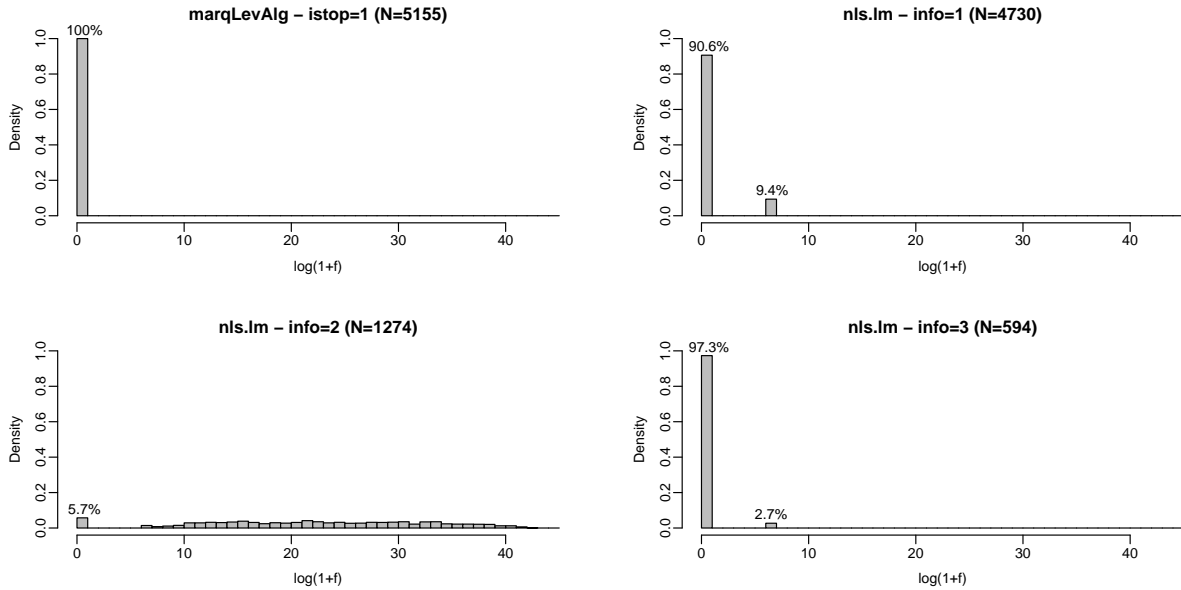 marqLevAlg − istop=1 (N=5155)
100%
Density
0.0 0.2 0.4 0.6 0.8 1.0
0 10 20 30 40
log(1+f)
nls.lm − info=1 (N=4730)
90.6%
9.4%
Density
0.0 0.2 0.4 0.6 0.8 1.0
0 10 20 30 40
log(1+f)
nls.lm − info=2 (N=1274)
5.7%
Density
0.0 0.2 0.4 0.6 0.8 1.0
0 10 20 30 40
log(1+f)
nls.lm − info=3 (N=594)
97.3%
2.7%
Density
0.0 0.2 0.4 0.6 0.8 1.0
0 10 20 30 40
log(1+f)